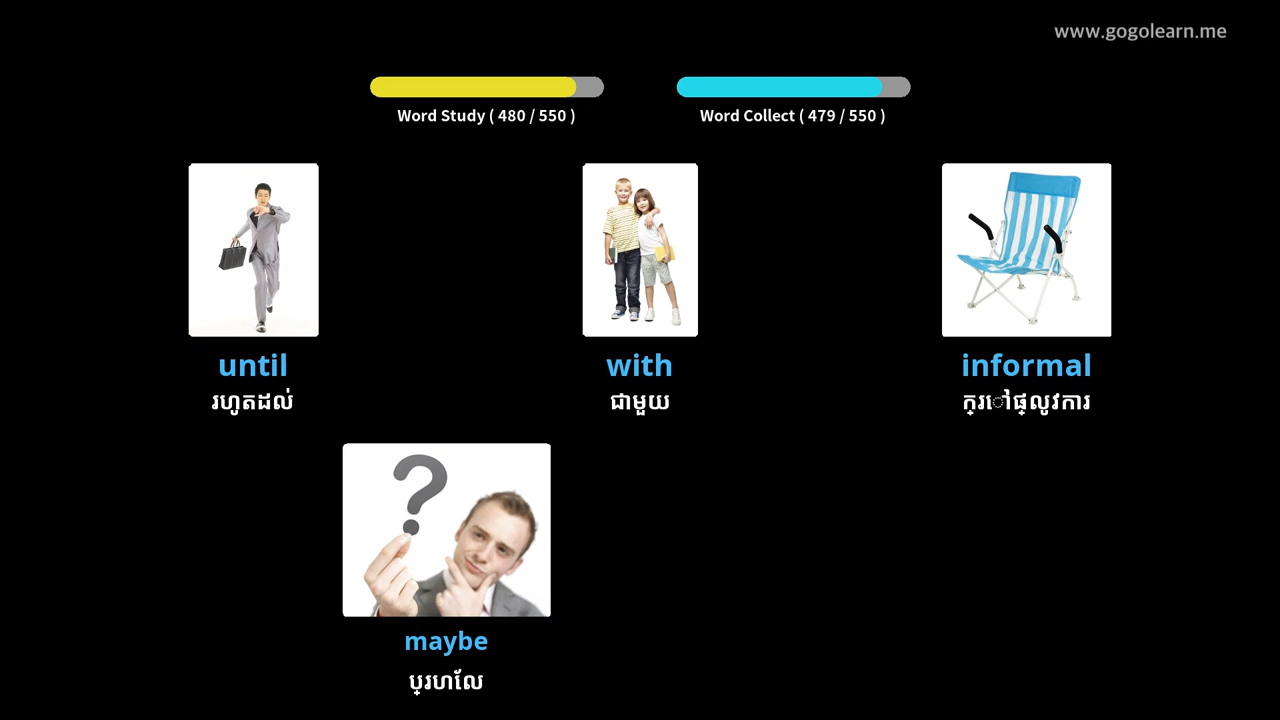 www.gogolearn.me
Word Study ( 480 / 550 )
Word Collect ( 479 / 550 )
until
with
informal
រហូតដល់
ជាមួយ
ក្រៅផ្លូវការ
maybe
ប្រហលែ